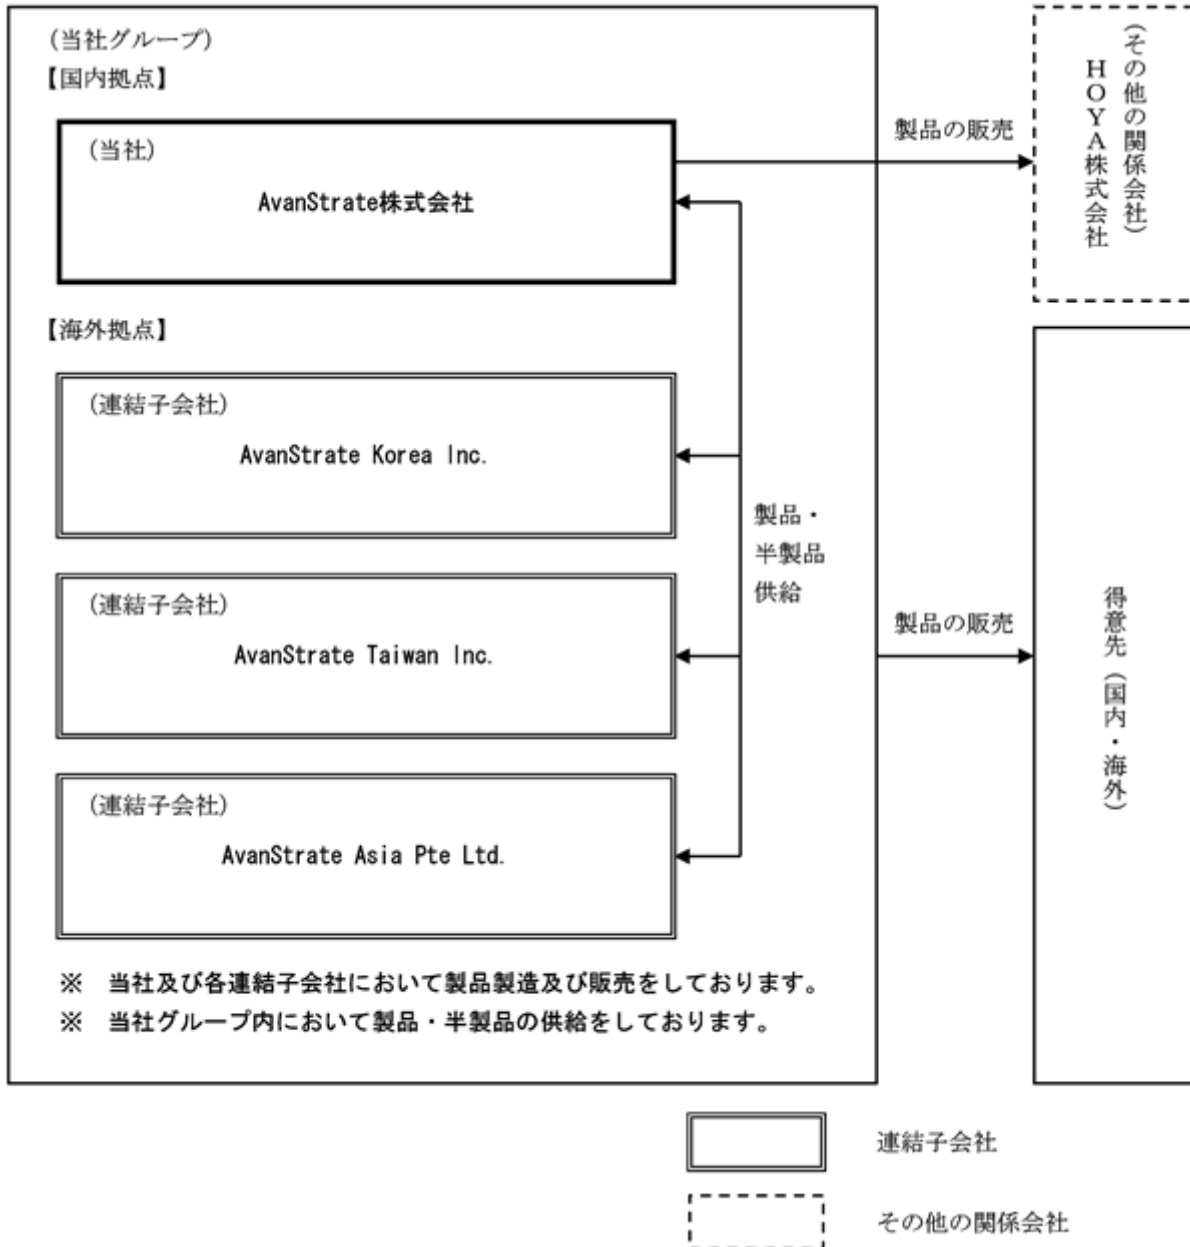 (当社グループ)
【国内拠点】
(当社)
AvanStrate株式会社
製品の販売
(その他の関係会社)
HOYA株式会社
【海外拠点】
(連結子会社)
AvanStrate Korea Inc.
(連結子会社)
AvanStrate Taiwan Inc.
(連結子会社)
AvanStrate Asia Pte Ltd.
製品・
半製品
供給
製品の販売
得意先(国内・海外)
※ 当社及び各連結子会社において製品製造及び販売をしております。
※ 当社グループ内において製品・半製品の供給をしております。
連結子会社
その他の関係会社